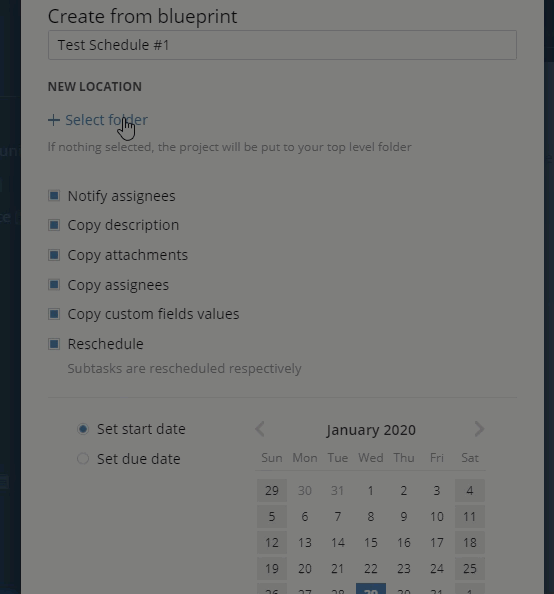 Create from blueprint
Test Schedule #1
NEW LOCATION
+ Select folder
If nothing selected, the project will be put to your top level folder
Notify assignees
Copy description
Copy attachments
Copy assignees
Copy custom fields values
Reschedule
Subtasks are rescheduled respectively
Set start date
Set due date
January 2020
Sun Mon Tue Wed Thu Fri Sat
29 30 31 1 2 3 4
5 6 7 8 9 10 11
12 13 14 15 16 17 18
19 20 21 22 23 24 25
26 27 28 29 30 31 1